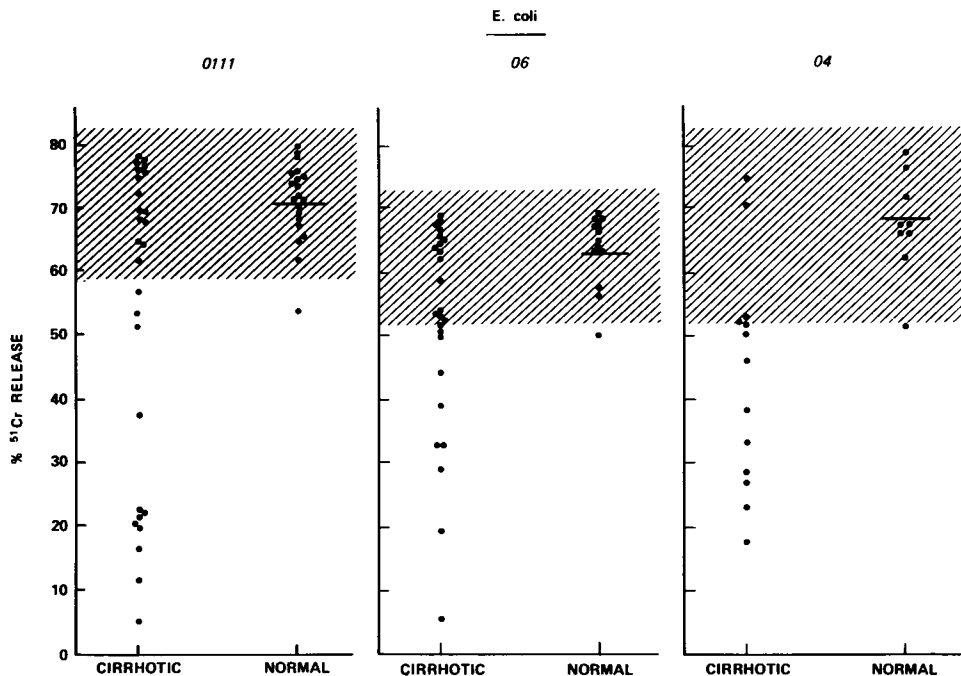 E. coli
0111 06 04
% 51Cr RELEASE
80
70
60
50
40
30
20
10
0
CIRRHOTIC NORMAL CIRRHOTIC NORMAL CIRRHOTIC NORMAL